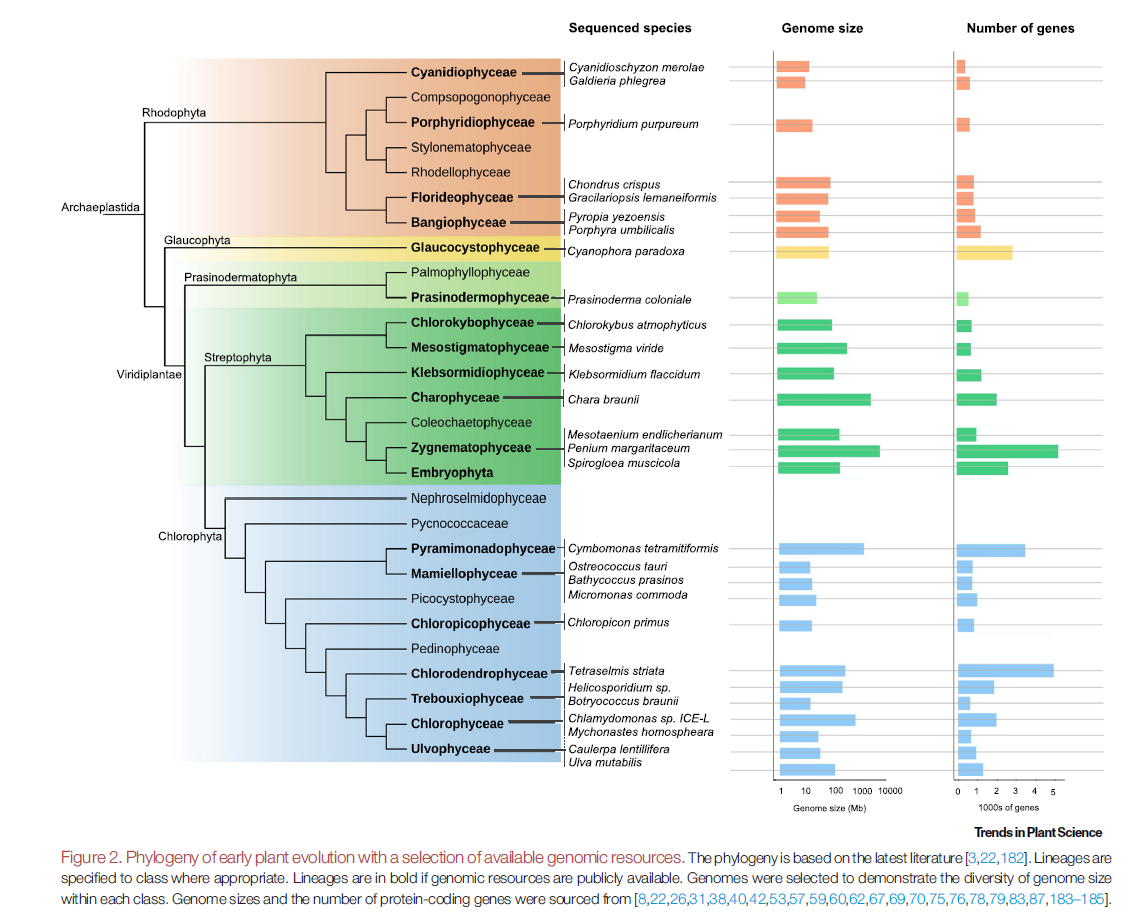 Sequenced species
Genome size
Number of genes
Rhodophyta
Cyanidiophyceae
Cyanidioschyzon merolae
Galdieria phlegrea
Compsopogonophyceae
Porphyridiophyceae
Porphyridium purpureum
Stylonematophyceae
Rhodellophyceae
Florideophyceae
Chondrus crispus
Gracilariopsis lemaneiformis
Bangiophyceae
Pyropia yezoensis
Porphyra umbilicalis
Archaeplastida
Glaucophyta
Glaucocystophyceae
Cyanophora paradoxa
Prasinodermatophyta
Palmophyllophyceae
Prasinodermophyceae
Prasinoderma coloniale
Viridiplantae
Streptophyta
Chlorokybophyceae
Chlorokybus atmophyticus
Mesostigmatophyceae
Mesostigma viride
Klebsormidiophyceae
Klebsormidium flaccidum
Charophyceae
Chara braunii
Coleochaetophyceae
Zygnematophyceae
Mesotaenium endlicherianum
Penium margaritaceum
Spirogloea muscicola
Embryophyta
Chlorophyta
Nephroselmidophyceae
Pycnococcaceae
Pyramimonadophyceae
Cymbomonas tetramitiformis
Mamiellophyceae
Ostreococcus tauri
Bathycoccus prasinos
Micromonas commoda
Picocystophyceae
Chloropicophyceae
Chloropicon primus
Pedinophyceae
Chlorodendrophyceae
Tetraselmis striata
Trebouxiophyceae
Helicosporidium sp.
Botryococcus braunii
Chlorophyceae
Chlamydomonas sp. ICE-L
Mychonastes homospheara
Ulvophyceae
Caulerpa lentillifera
Ulva mutabilis
1 10 100 1000 10000
Genome size (Mb)
0 1 2 3 4 5
1000s of genes
Trends in Plant Science
Figure 2. Phylogeny of early plant evolution with a selection of available genomic resources. The phylogeny is based on the latest literature [3,22,182]. Lineages are
specified to class where appropriate. Lineages are in bold if genomic resources are publicly available. Genomes were selected to demonstrate the diversity of genome size
within each class. Genome sizes and the number of protein-coding genes were sourced from [8,22,26,31,38,40,42,53,57,59,60,62,67,69,70,75,76,78,79,83,87,183–185].